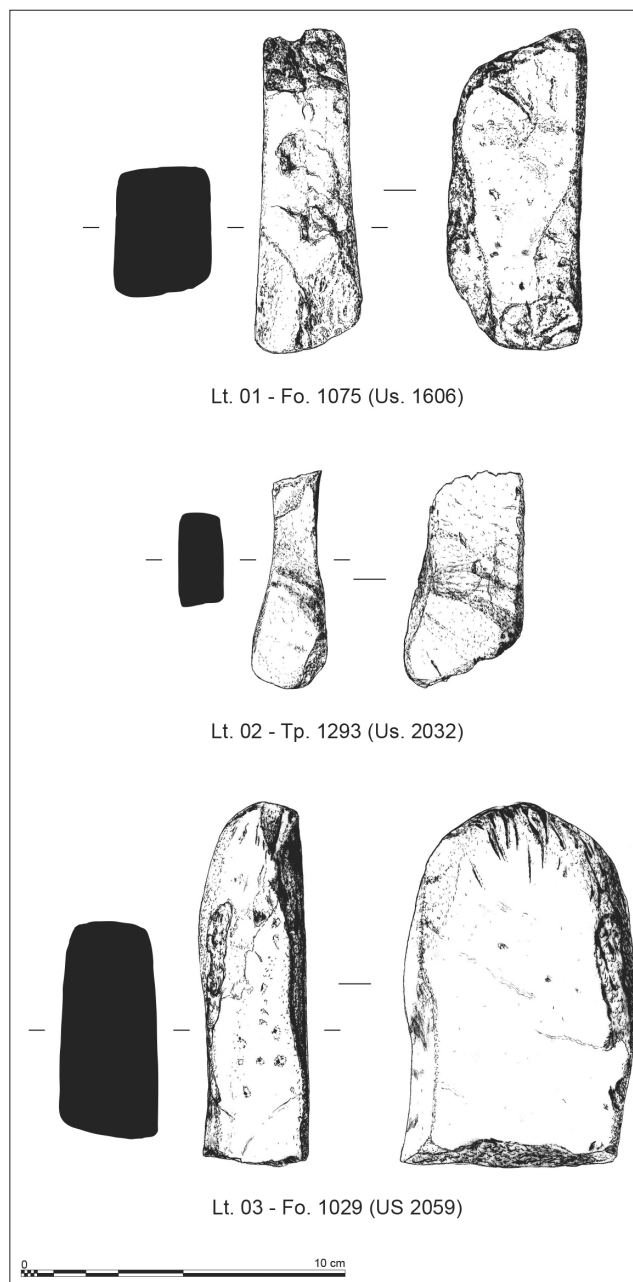 Lt. 01 - Fo. 1075 (Us. 1606)
Lt. 02 - Tp. 1293 (Us. 2032)
Lt. 03 - Fo. 1029 (US 2059)
0 10 cm